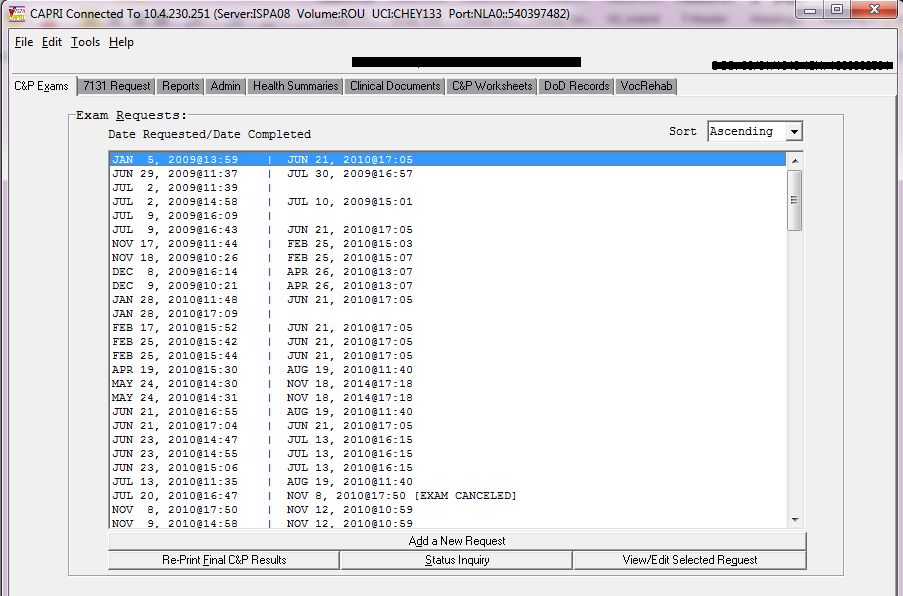 CAPRI Connected To 10.4.230.251 (Server:ISPA08 Volume:ROU UCI:CHEY133 Port:NLA0::540397482)
File Edit Tools Help
C&P Exams 7131 Request Reports Admin Health Summaries Clinical Documents C&P Worksheets DoD Records VocRehab
Exam Requests:
Date Requested/Date Completed Sort Ascending
JAN 5, 2009@13:59 | JUN 21, 2010@17:05
JUN 29, 2009@11:37 | JUL 30, 2009@16:57
JUL 2, 2009@11:39 |
JUL 2, 2009@14:58 | JUL 10, 2009@15:01
JUL 9, 2009@16:09 |
JUL 9, 2009@16:43 | JUN 21, 2010@17:05
NOV 17, 2009@11:44 | FEB 25, 2010@15:03
NOV 18, 2009@10:26 | FEB 25, 2010@15:07
DEC 8, 2009@16:14 | APR 26, 2010@13:07
DEC 9, 2009@10:21 | APR 26, 2010@13:07
JAN 28, 2010@11:48 | JUN 21, 2010@17:05
JAN 28, 2010@17:09 |
FEB 17, 2010@15:52 | JUN 21, 2010@17:05
FEB 25, 2010@15:42 | JUN 21, 2010@17:05
FEB 25, 2010@15:44 | JUN 21, 2010@17:05
APR 19, 2010@15:30 | AUG 19, 2010@11:40
MAY 24, 2010@14:30 | NOV 18, 2014@17:18
MAY 24, 2010@14:31 | NOV 18, 2014@17:18
JUN 21, 2010@16:55 | AUG 19, 2010@11:40
JUN 21, 2010@17:04 | JUN 21, 2010@17:05
JUN 23, 2010@14:47 | JUL 13, 2010@16:15
JUN 23, 2010@14:55 | JUL 13, 2010@16:15
JUN 23, 2010@15:06 | JUL 13, 2010@16:15
JUL 13, 2010@11:35 | AUG 19, 2010@11:40
JUL 20, 2010@16:47 | NOV 8, 2010@17:50 [EXAM CANCELED]
NOV 8, 2010@17:50 | NOV 12, 2010@10:59
NOV 9, 2010@14:58 | NOV 12, 2010@10:59
Add a New Request
Re-Print Final C&P Results Status Inquiry View/Edit Selected Request